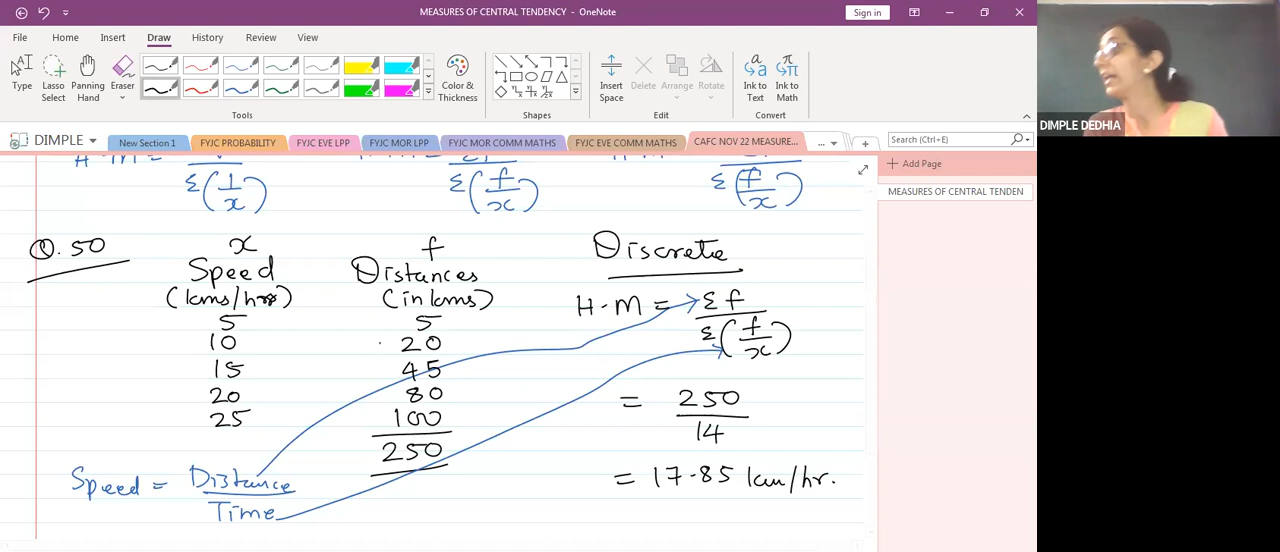 MEASURES OF CENTRAL TENDENCY - OneNote
Sign in
File Home Insert Draw History Review View
Type
Lasso Select
Panning Hand
Eraser
Color & Thickness
Insert Space
Delete
Arrange
Rotate
Ink to Text
Ink to Math
Tools
Shapes
Edit
Convert
DIMPLE
New Section 1
FYJC PROBABILITY
FYJC EVE LPP
FYJC MOR LPP
FYJC MOR COMM MATHS
FYJC EVE COMM MATHS
CAFC NOV 22 MEASURE...
...
Search (Ctrl+E)
DIMPLE DEDHIA
Add Page
MEASURES OF CENTRAL TENDEN
Σ(1/x)
Σ(f/x)
Σ(f/x)
Q. 50
x
Speed
(kms/hr)
5
10
15
20
25
f
Distances
(in kms)
5
20
45
80
100
250
Discrete
H.M = Σf / Σ(f/x)
= 250/14
= 17.85 km/hr.
Speed = Distance / Time